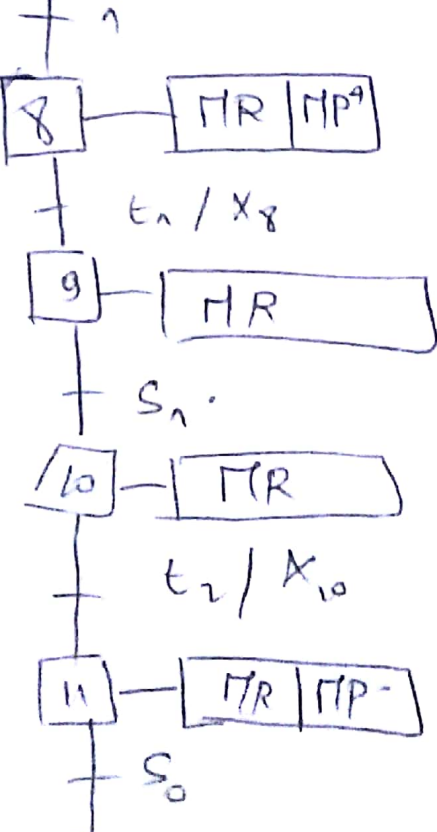 1
8 MR MP+
t1 / X8
9 MR
S1.
10 MR
t2 / X10
11 MR MP-
S0